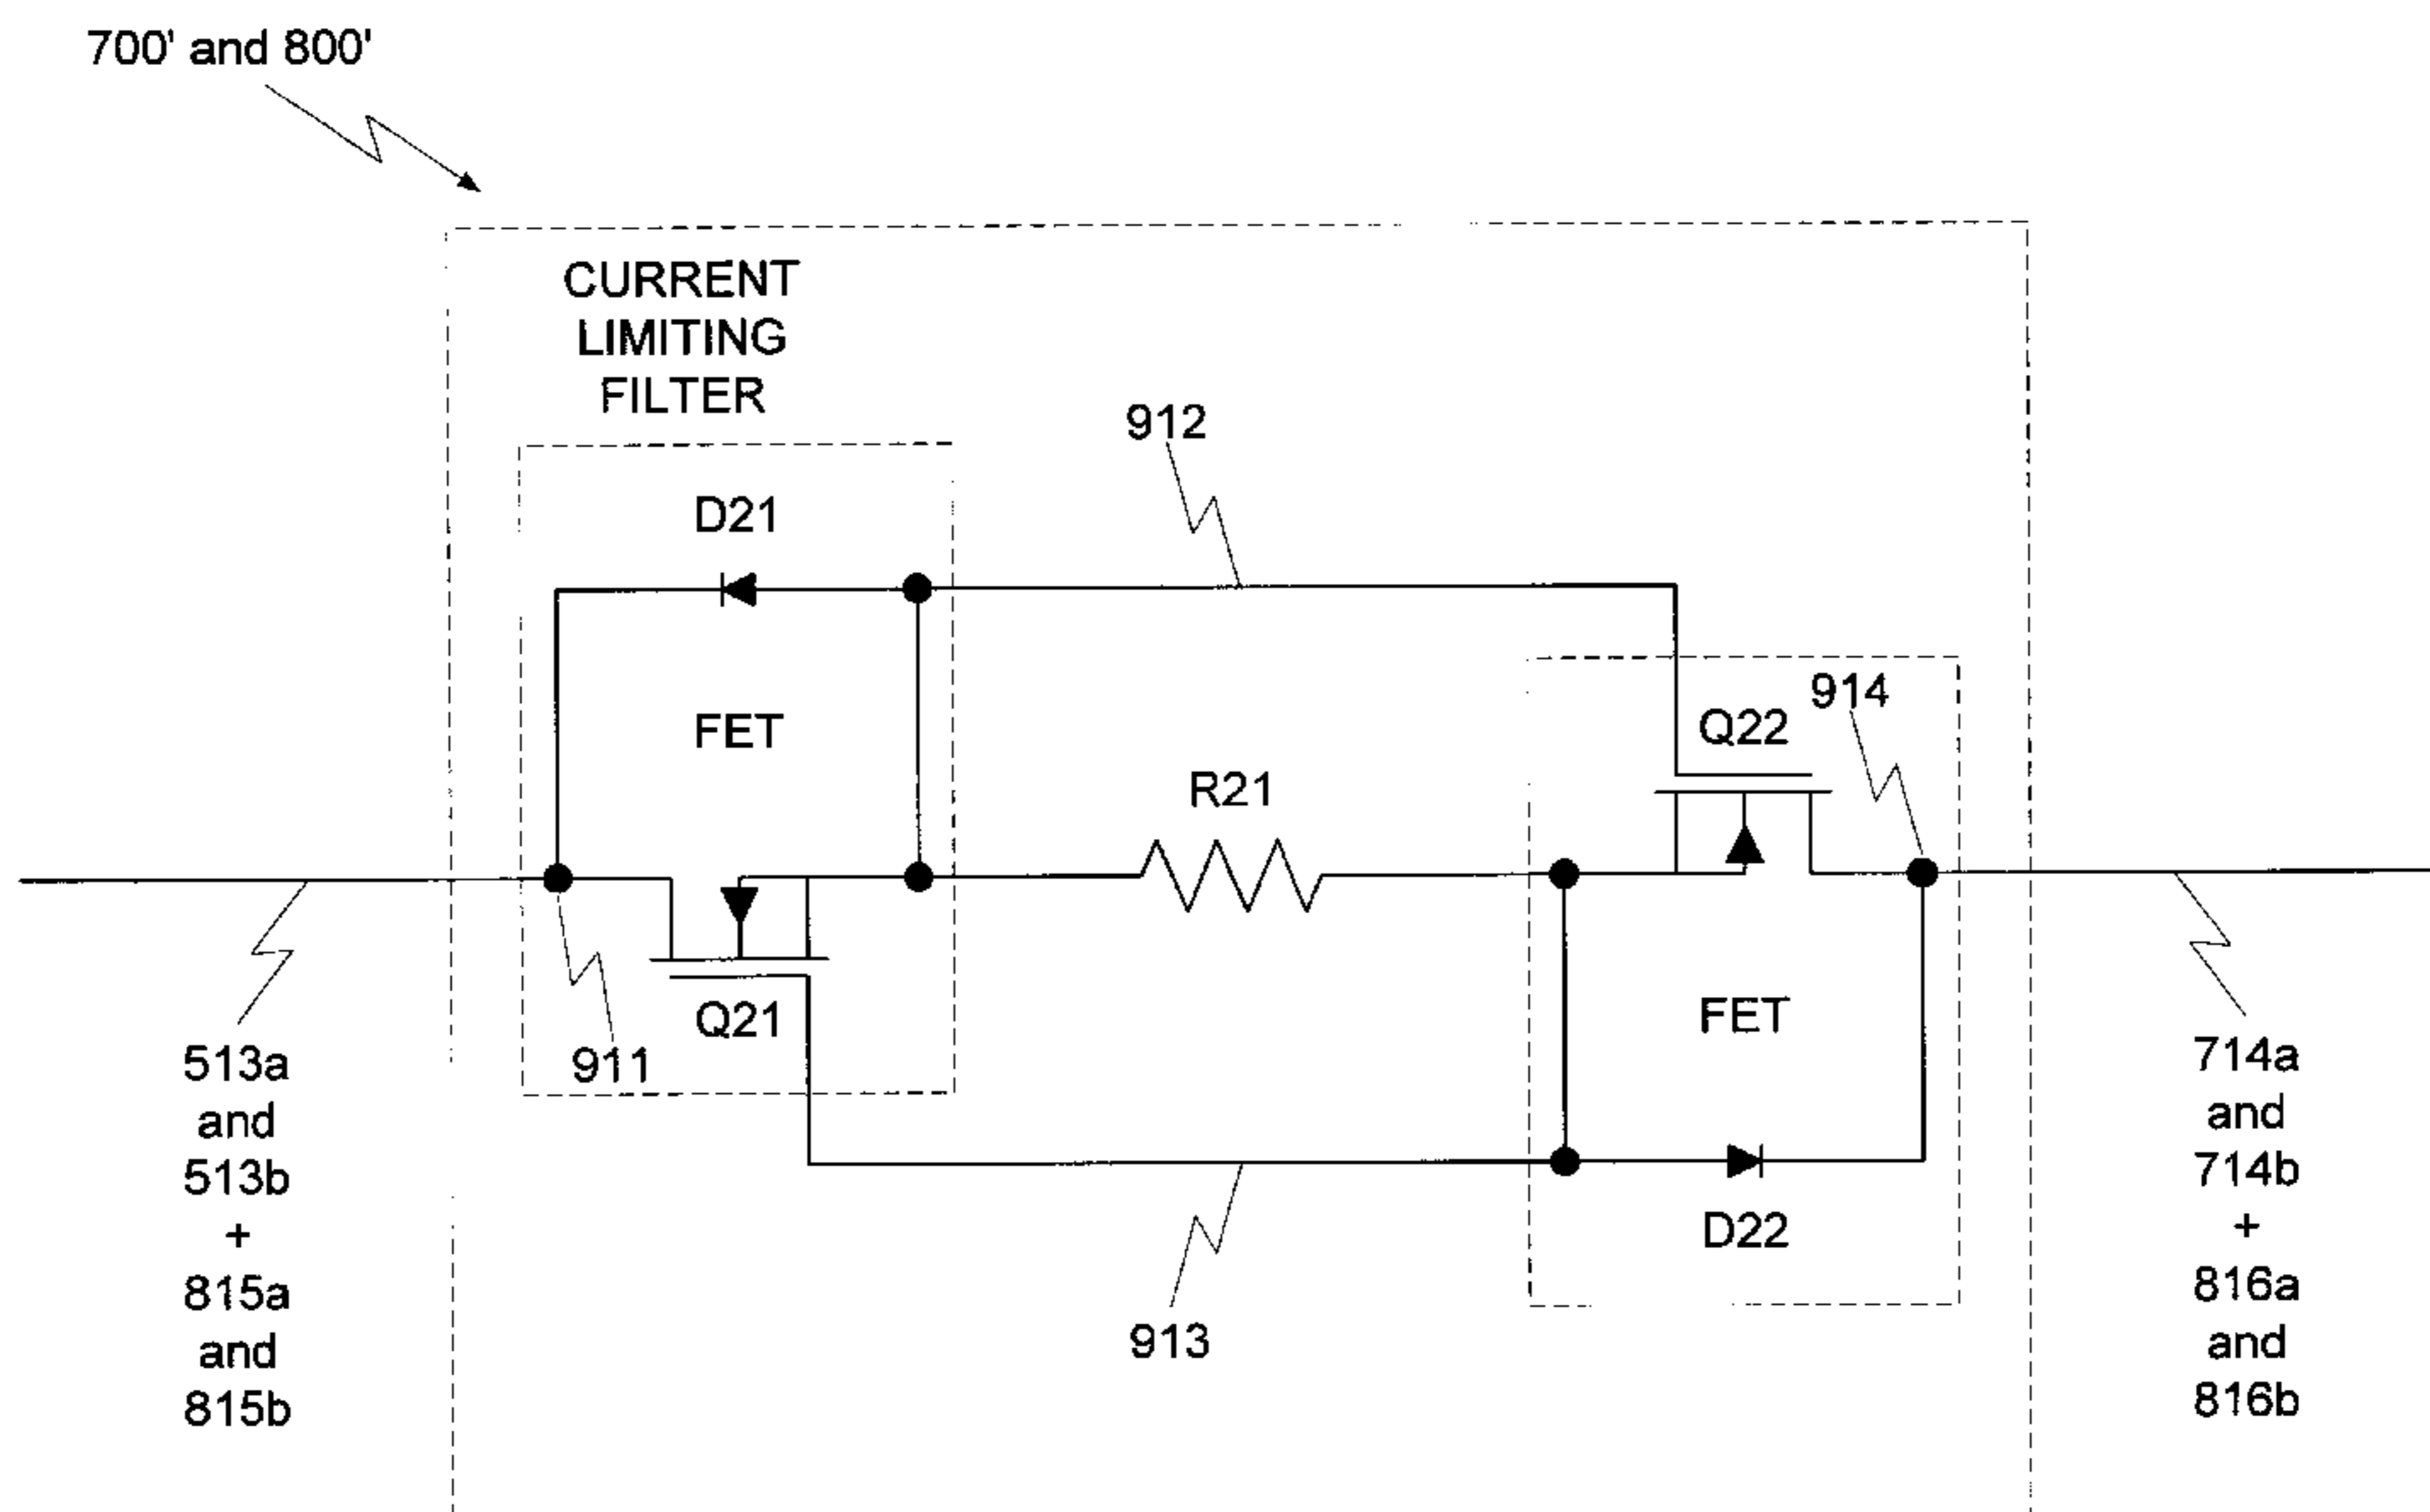 700' and 800'
CURRENT
LIMITING
FILTER
912
D21
914
FET
Q22
R21
Q21
911
FET
513a
and
513b
+
815a
and
815b
714a
and
714b
+
816a
and
816b
D22
913